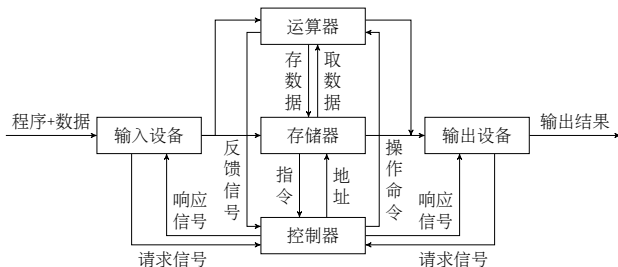 运算器
存数据
取数据
程序+数据
输入设备
存储器
输出设备
输出结果
反馈信号
指令
地址
操作命令
响应
信号
响应
信号
控制器
请求信号
请求信号